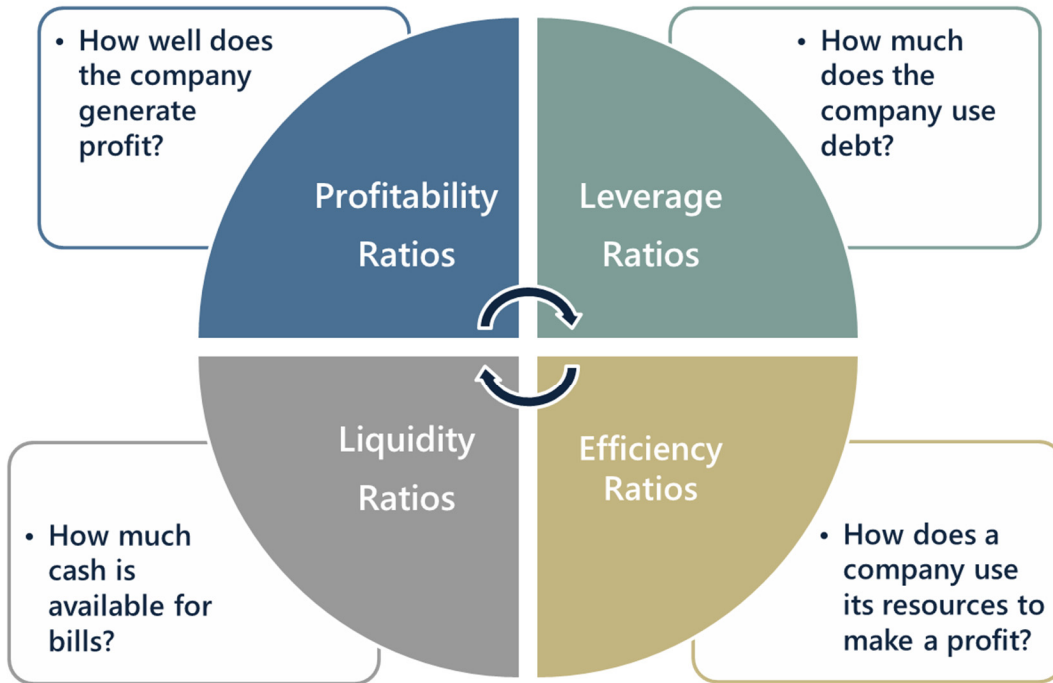 • How well does
the company
generate
profit?
• How much
does the
company use
debt?
Profitability
Ratios
Leverage
Ratios
Liquidity
Ratios
Efficiency
Ratios
• How much
cash is
available for
bills?
• How does a
company use
its resources to
make a profit?